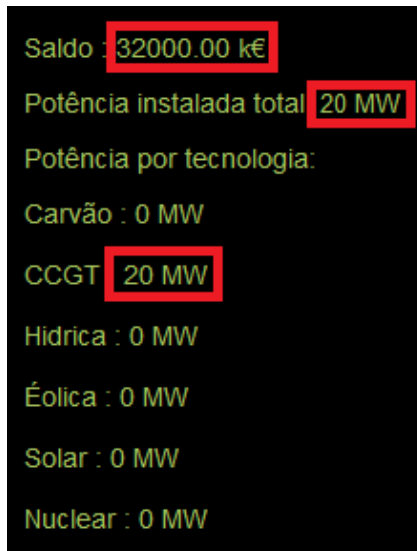 Saldo : 32000.00 k€
Potência instalada total 20 MW
Potência por tecnologia:
Carvão : 0 MW
CCGT 20 MW
Hidrica : 0 MW
Éolica : 0 MW
Solar : 0 MW
Nuclear : 0 MW